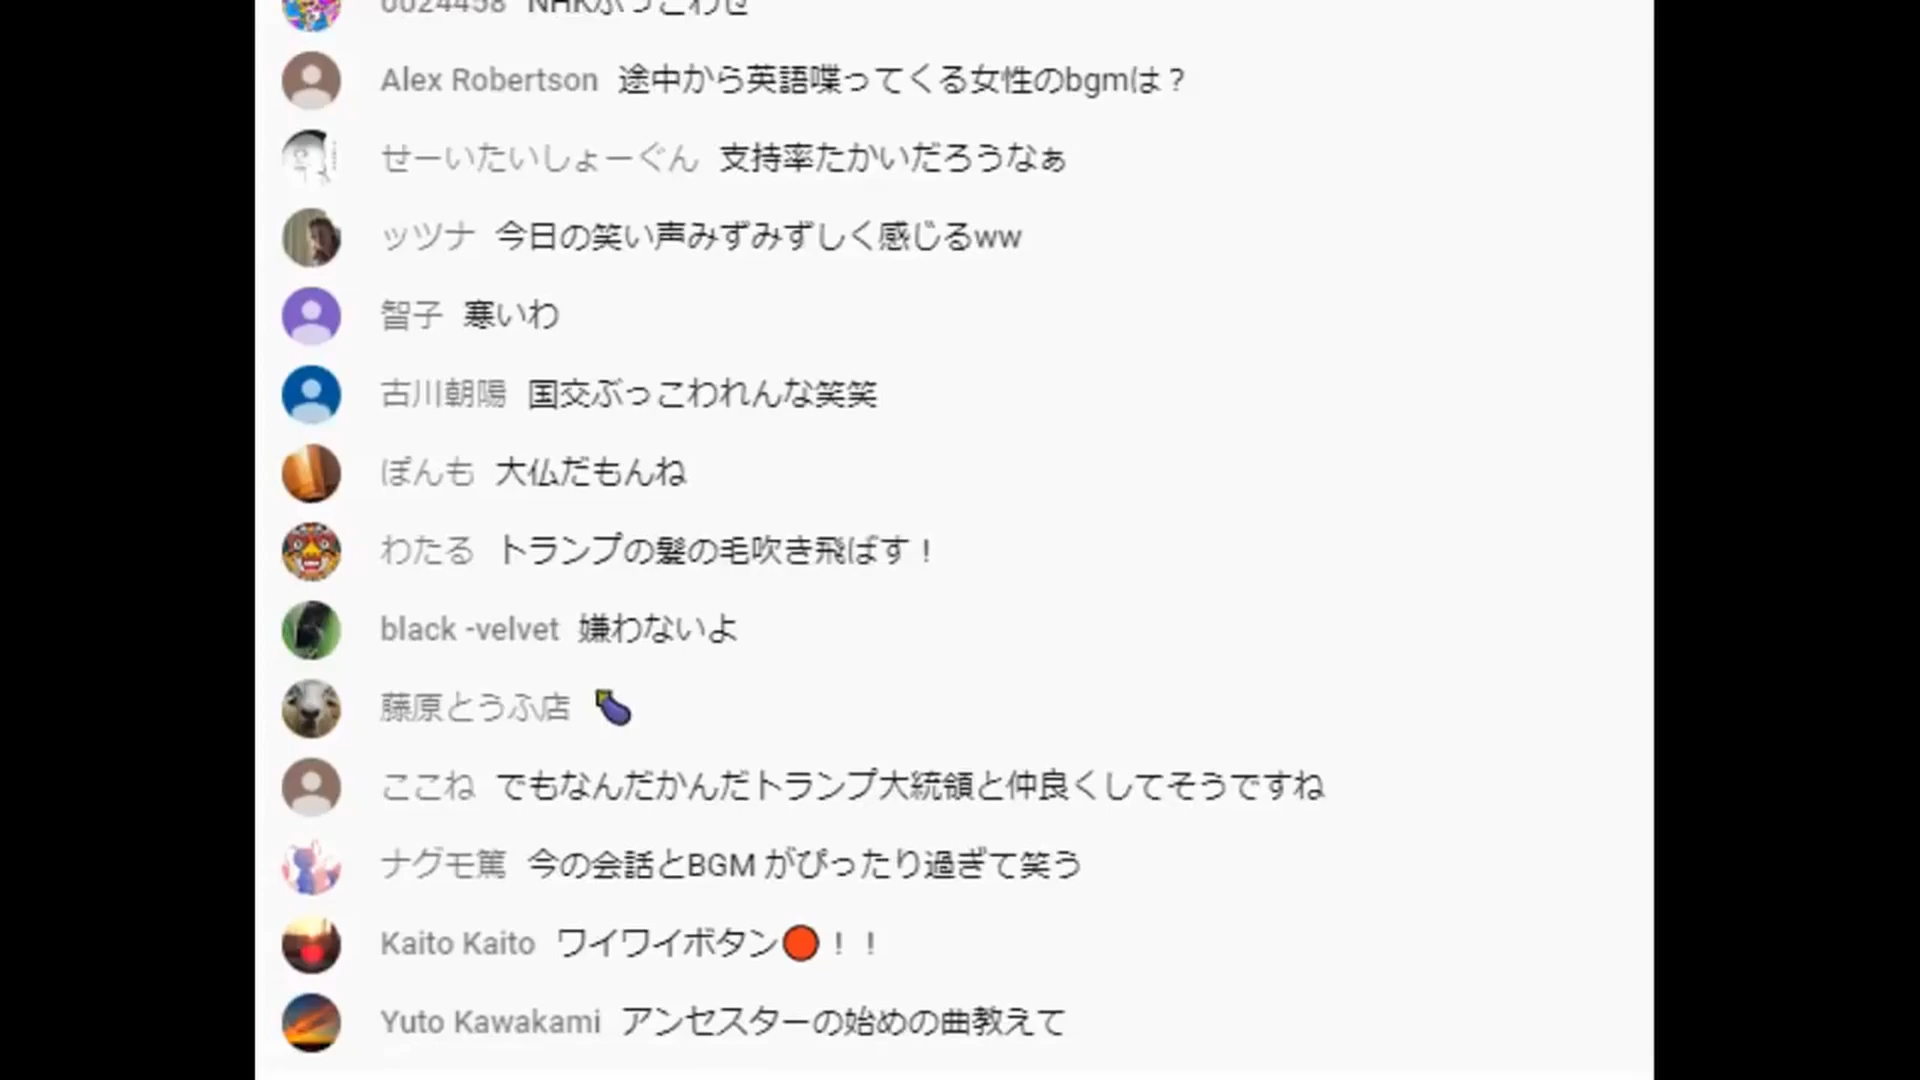 0024458 NHKぶっこわせ
Alex Robertson 途中から英語喋ってくる女性のbgmは？
せーいたいしょーぐん 支持率たかいだろうなぁ
ッツナ 今日の笑い声みずみずしく感じるww
智子 寒いわ
古川朝陽 国交ぶっこわれんな笑笑
ぽんも 大仏だもんね
わたる トランプの髪の毛吹き飛ばす！
black -velvet 嫌わないよ
藤原とうふ店 🍆
ここね でもなんだかんだトランプ大統領と仲良くしてそうですね
ナグモ篤 今の会話とBGM がぴったり過ぎて笑う
Kaito Kaito ワイワイボタン🔴！！
Yuto Kawakami アンセスターの始めの曲教えて